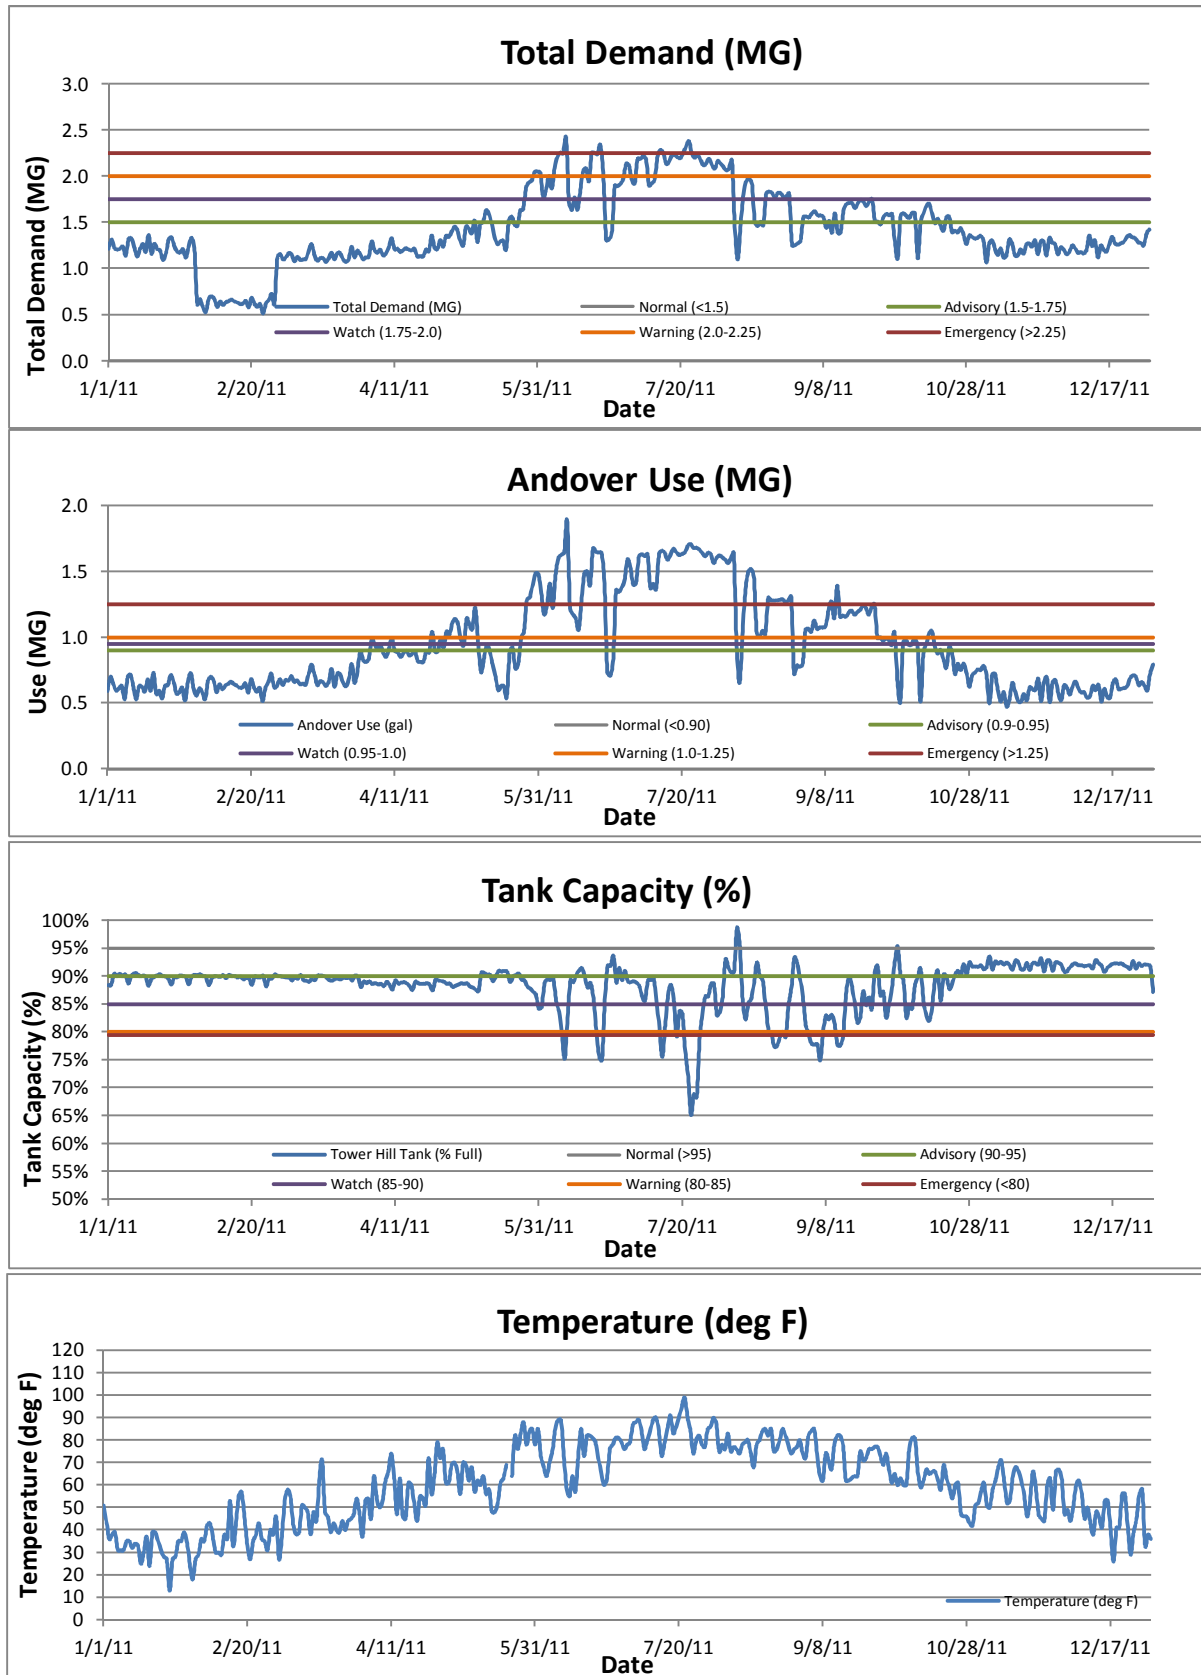 Total Demand (MG)
3.0
2.5
2.0
1.5
1.0
0.5
0.0
Total Demand (MG)
Total Demand (MG) Normal (<1.5) Advisory (1.5-1.75)
Watch (1.75-2.0) Warning (2.0-2.25) Emergency (>2.25)
1/1/11 2/20/11 4/11/11 5/31/11 7/20/11 9/8/11 10/28/11 12/17/11
Date
Andover Use (MG)
2.0
1.5
1.0
0.5
0.0
Use (MG)
Andover Use (gal) Normal (<0.90) Advisory (0.9-0.95)
Watch (0.95-1.0) Warning (1.0-1.25) Emergency (>1.25)
1/1/11 2/20/11 4/11/11 5/31/11 7/20/11 9/8/11 10/28/11 12/17/11
Date
Tank Capacity (%)
100%
95%
90%
85%
80%
75%
70%
65%
60%
55%
50%
Tank Capacity (%)
Tower Hill Tank (% Full) Normal (>95) Advisory (90-95)
Watch (85-90) Warning (80-85) Emergency (<80)
1/1/11 2/20/11 4/11/11 5/31/11 7/20/11 9/8/11 10/28/11 12/17/11
Date
Temperature (deg F)
120
110
100
90
80
70
60
50
40
30
20
10
0
Temperature (deg F)
Temperature (deg F)
1/1/11 2/20/11 4/11/11 5/31/11 7/20/11 9/8/11 10/28/11 12/17/11
Date